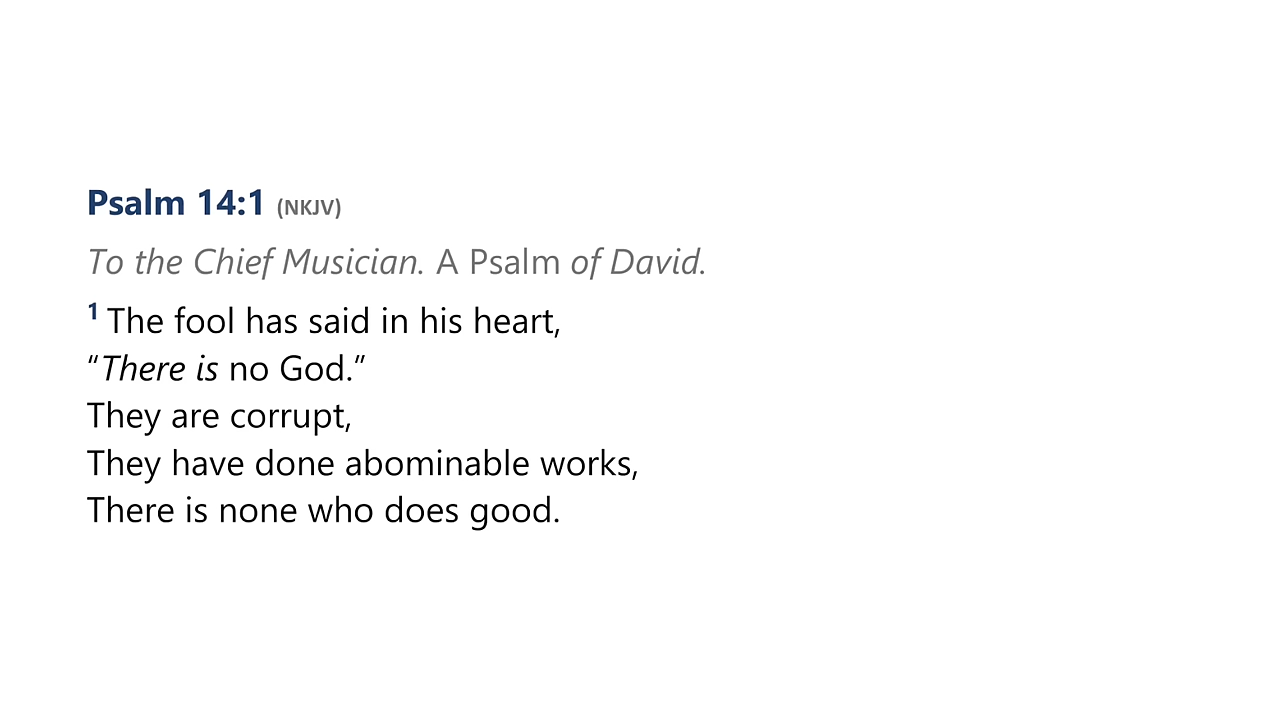 Psalm 14:1 (NKJV)
To the Chief Musician. A Psalm of David.
1 The fool has said in his heart,
“There is no God.”
They are corrupt,
They have done abominable works,
There is none who does good.